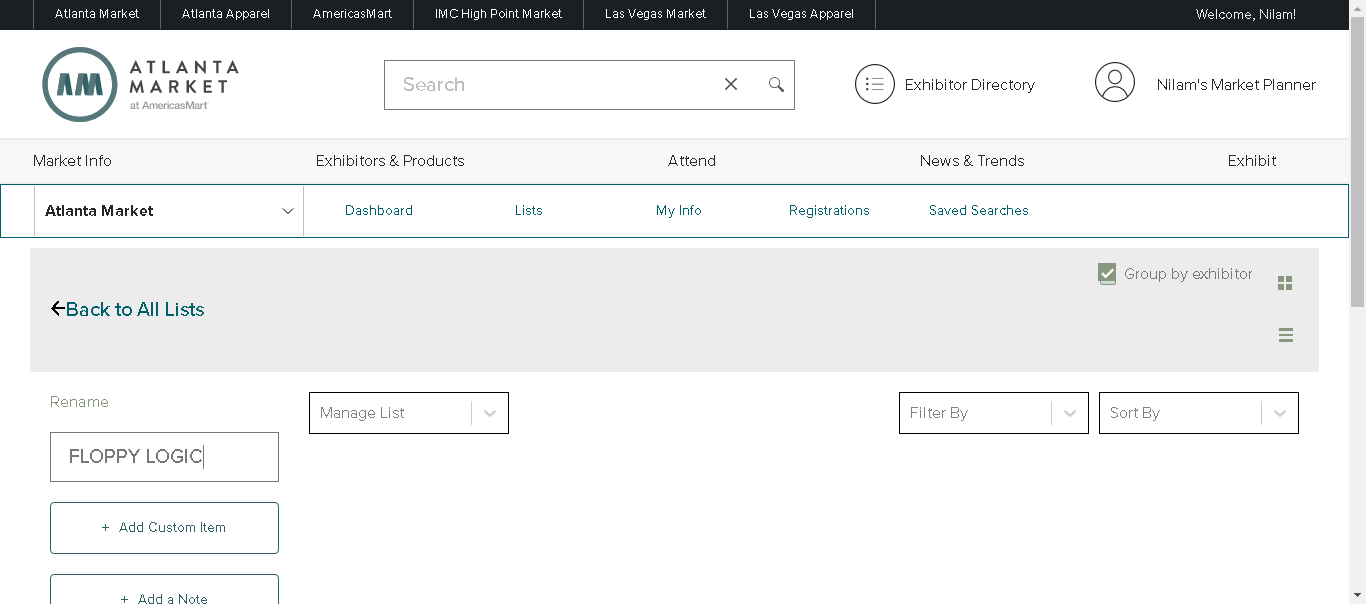 Atlanta Market
Atlanta Apparel
AmericasMart
IMC High Point Market
Las Vegas Market
Las Vegas Apparel
Welcome, Nilam!
AM
ATLANTA
MARKET
at AmericasMart
Search
Exhibitor Directory
Nilam's Market Planner
Market Info
Exhibitors & Products
Attend
News & Trends
Exhibit
Atlanta Market
Dashboard
Lists
My Info
Registrations
Saved Searches
Group by exhibitor
Back to All Lists
Rename
Manage List
Filter By
Sort By
FLOPPY LOGIC
+ Add Custom Item
+ Add a Note